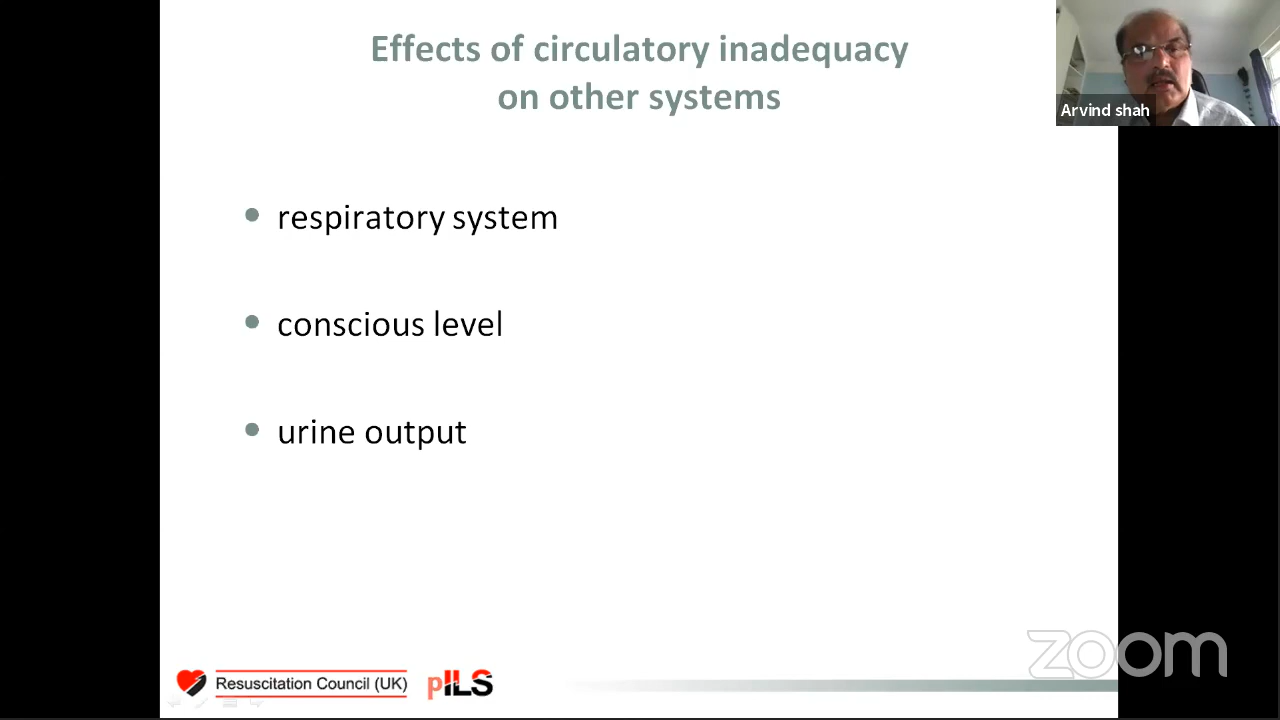 Effects of circulatory inadequacy
on other systems
Arvind shah
respiratory system
conscious level
urine output
zoom
Resuscitation Council (UK)
pILS